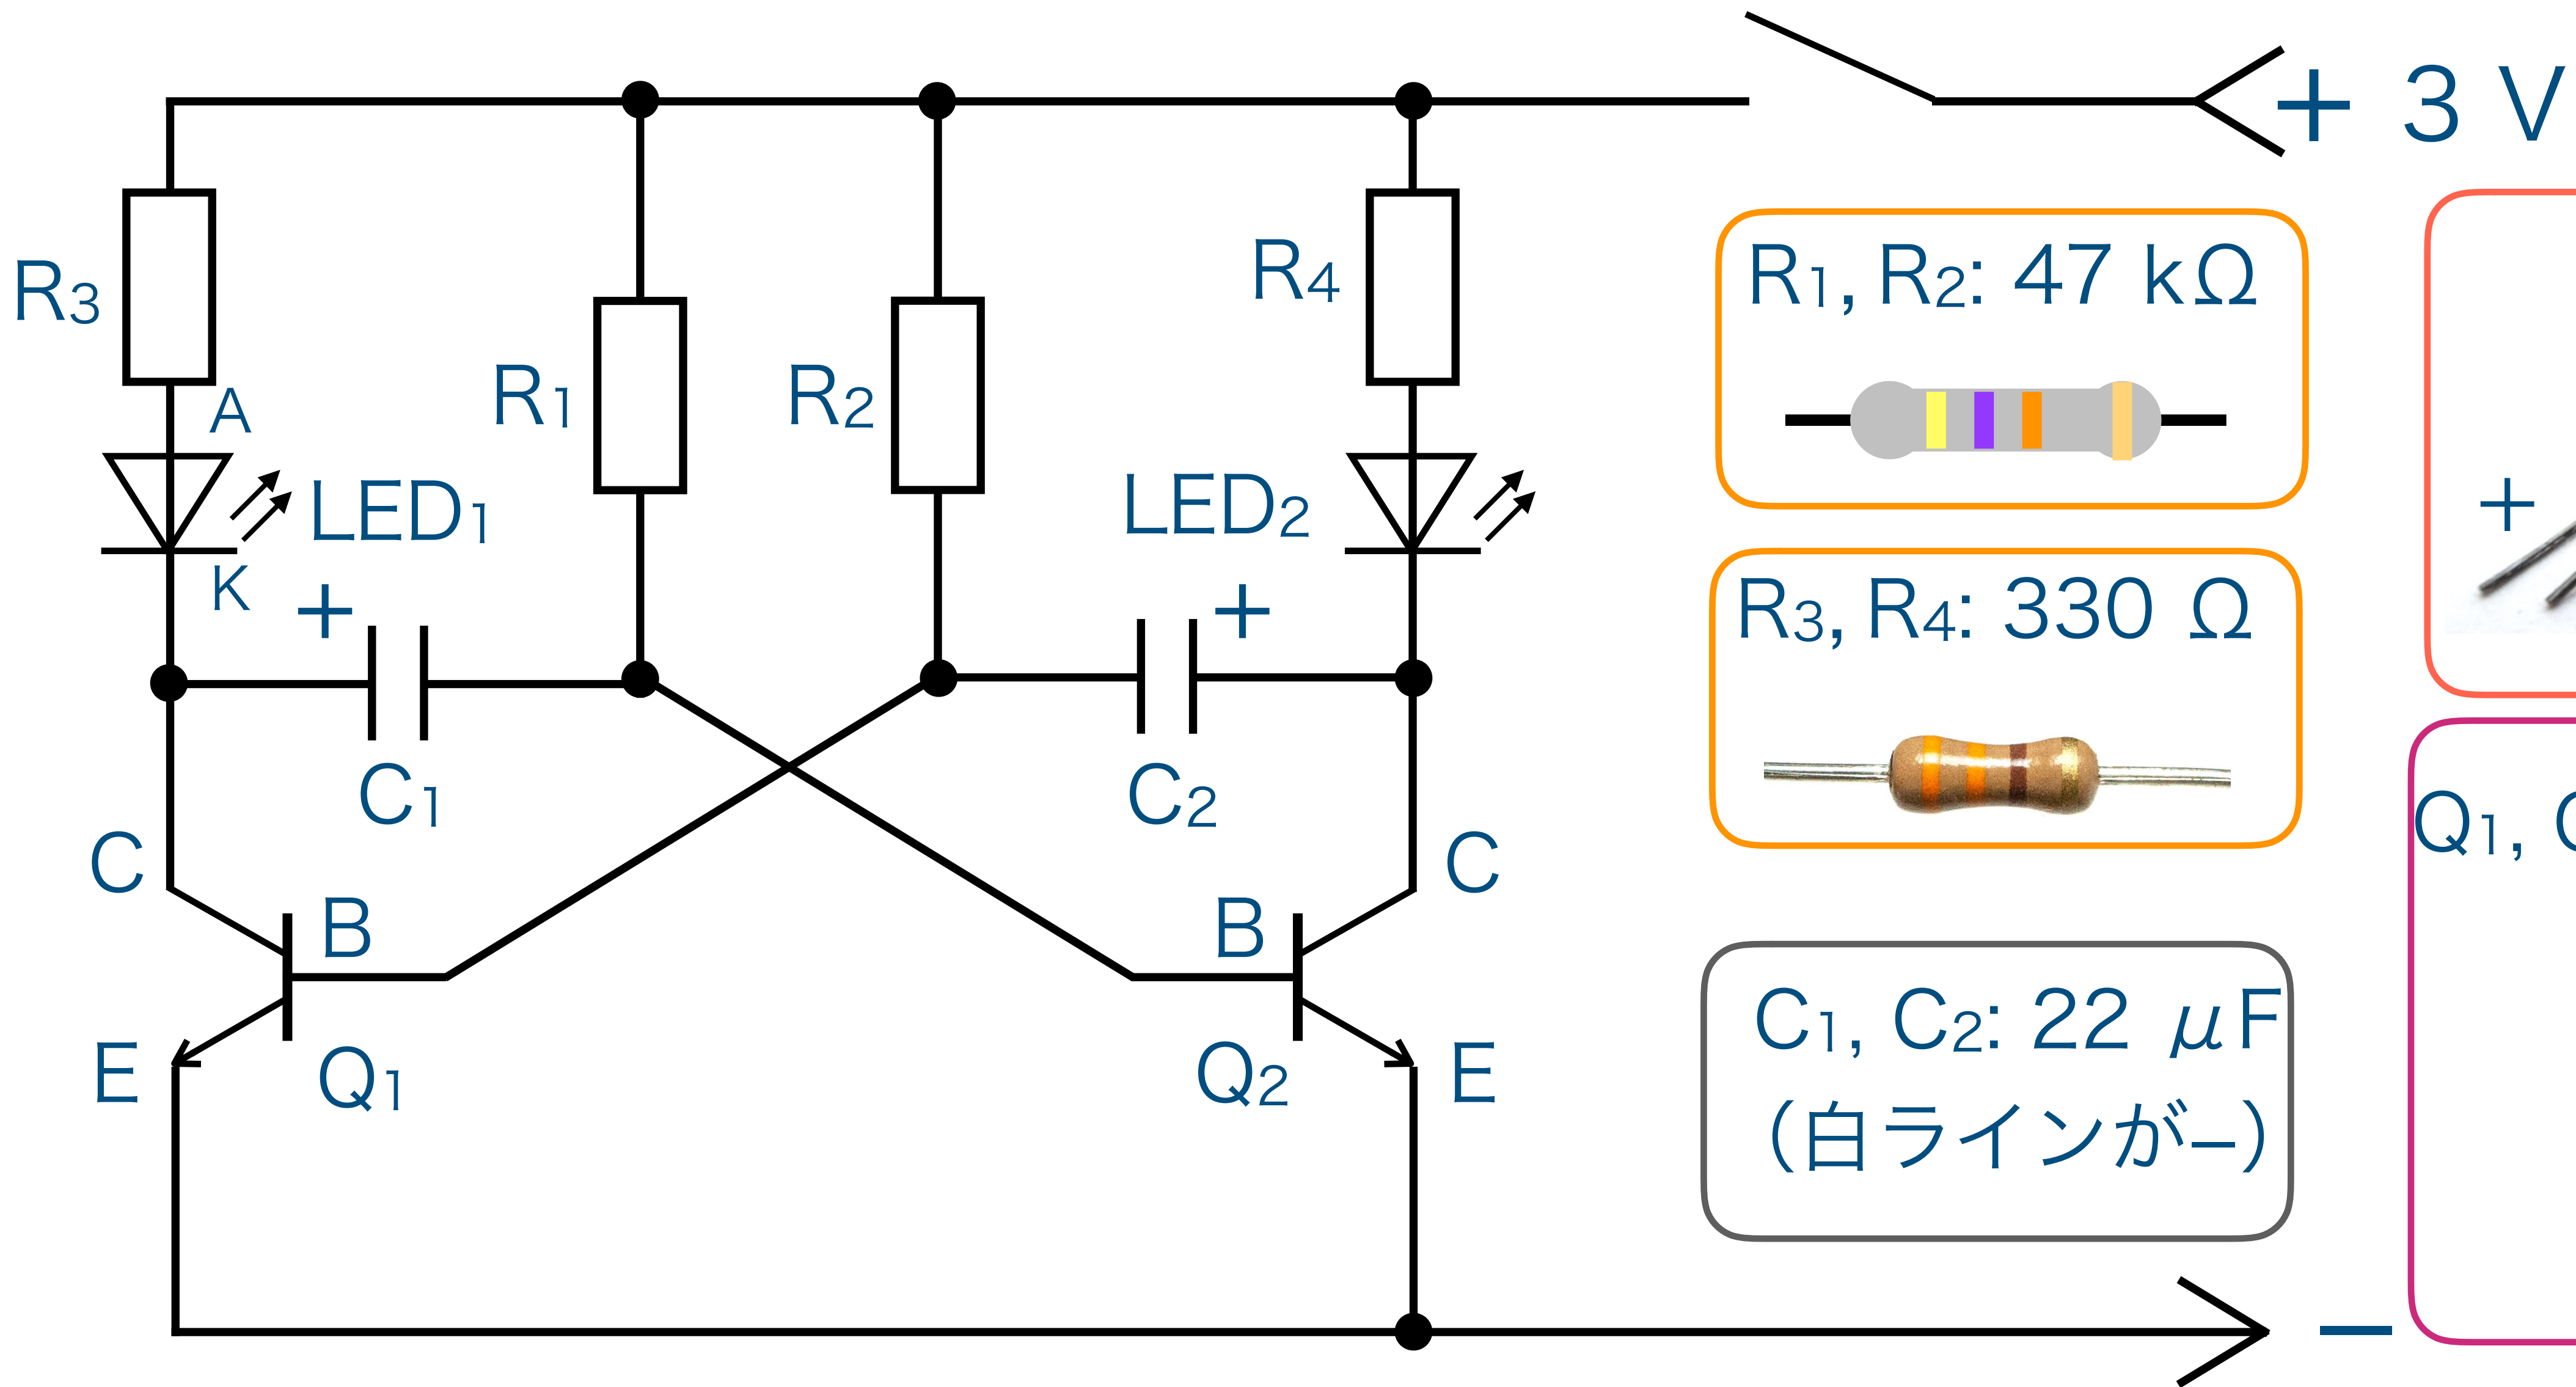 + 3 V
R3
A
LED1
K
+
R1
R2
R4
LED2
+
C1
C2
C
B
E
Q1
C
B
E
Q2
R1, R2: 47 kΩ
R3, R4: 330 Ω
C1, C2: 22 μF
(白ラインが–)
+
Q1,
−